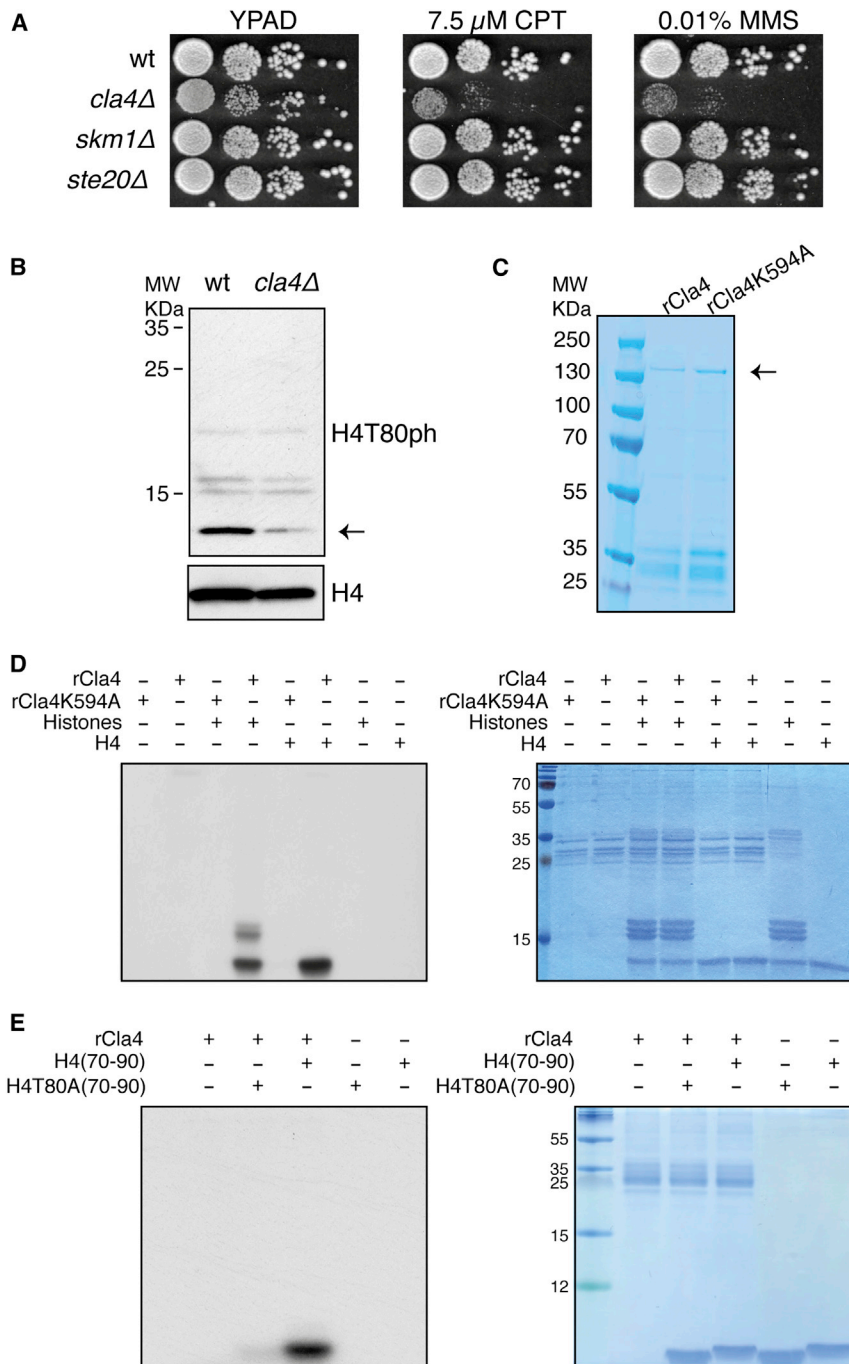 A
YPAD
7.5 µM CPT
0.01% MMS
wt
cla4Δ
skm1Δ
ste20Δ
B
MW
KDa
wt
cla4Δ
35
25
15
H4T80ph
H4
C
MW
KDa
rCla4
rCla4K594A
250
130
100
70
55
35
25
D
rCla4 – + – + – + – –
rCla4K594A + – + – + – – –
Histones – – + + – – + –
H4 – – – – + + – +
rCla4 – + – + – + – –
rCla4K594A + – + – + – – –
Histones – – + + – – + –
H4 – – – – + + – +
70
55
35
25
15
E
rCla4 + + + – –
H4(70-90) – – + – +
H4T80A(70-90) – + – + –
rCla4 + + + – –
H4(70-90) – – + – +
H4T80A(70-90) – + – + –
55
35
25
15
12